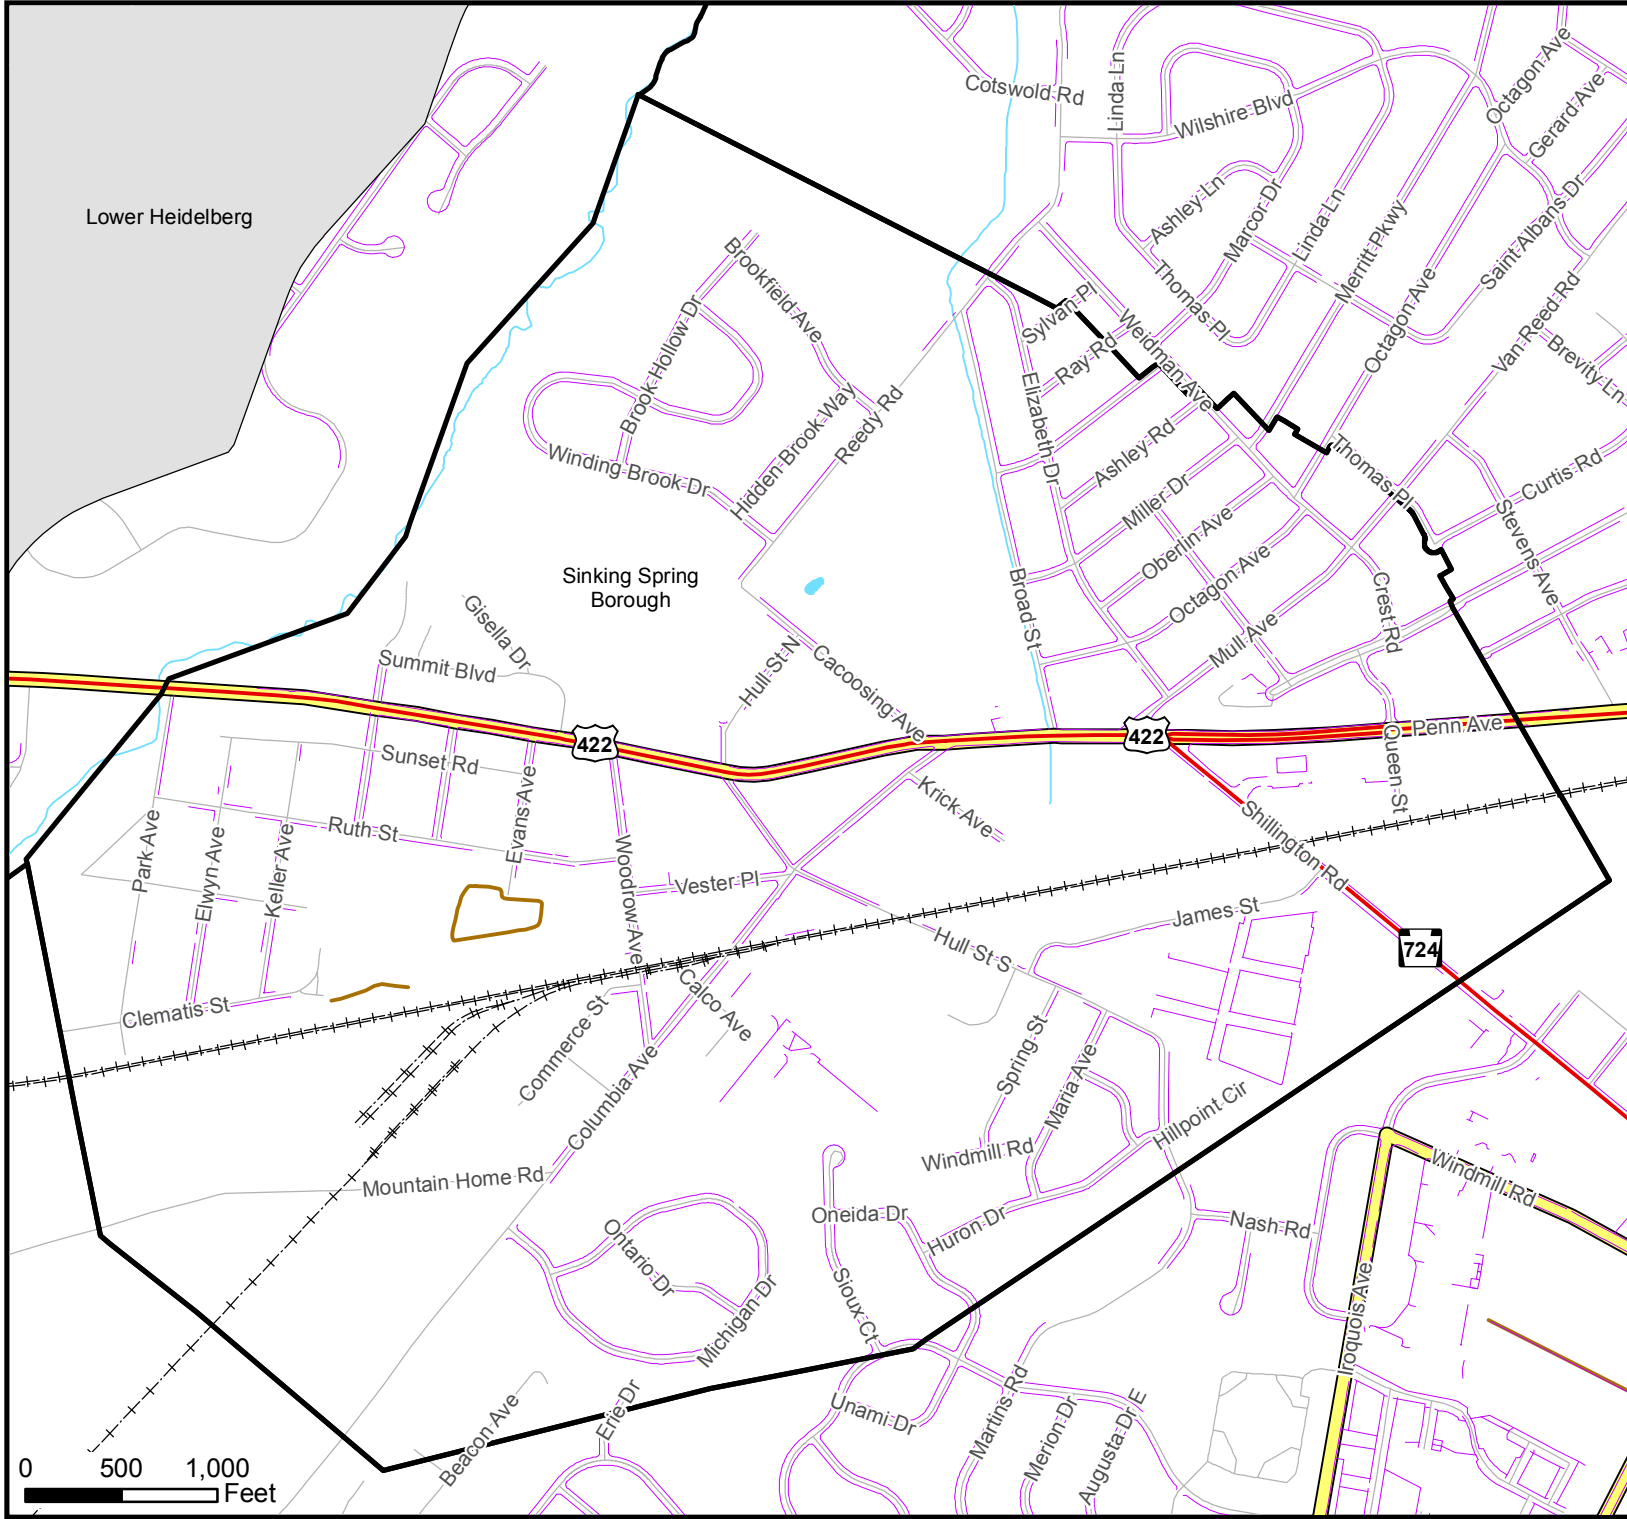 Cotswold Rd
Linda Ln
Wilshire Blvd
Octagon Ave
Gerard Ave
Lower Heidelberg
Ashley Ln
Marcor Dr
Linda Ln
Merritt Pkwy
Saint Albans Dr
Brookfield Ave
Brook Hollow Dr
Sylvan Pl
Thomas Pl
Weidman Ave
Ray Rd
Octagon Ave
Van Reed Rd
Brevity Ln
Elizabeth Dr
Hidden Brook Way
Reedy Rd
Winding Brook Dr
Ashley Rd
Miller Dr
Thomas Pl
Curtis Rd
Stevens Ave
Oberlin Ave
Octagon Ave
Sinking Spring
Borough
Broad St
Crest Rd
Mull Ave
Gisella Dr
Summit Blvd
Hull St N
Cacoosing Ave
422
422
Penn Ave
Queen St
Sunset Rd
Evans Ave
Krick Ave
Shillington Rd
Park Ave
Elwyn Ave
Keller Ave
Ruth St
Woodrow Ave
Vester Pl
James St
Hull St S
724
Clematis St
Calco Ave
Commerce St
Columbia Ave
Spring St
Maria Ave
Hillpoint Cir
Windmill Rd
Windmill Rd
Mountain Home Rd
Oneida Dr
Huron Dr
Nash Rd
Ontario Dr
Michigan Dr
Sioux Ct
Iroquois Ave
Unami Dr
Martins Rd
Merion Dr
Augusta Dr E
Erie Dr
Beacon Ave
0 500 1,000
Feet